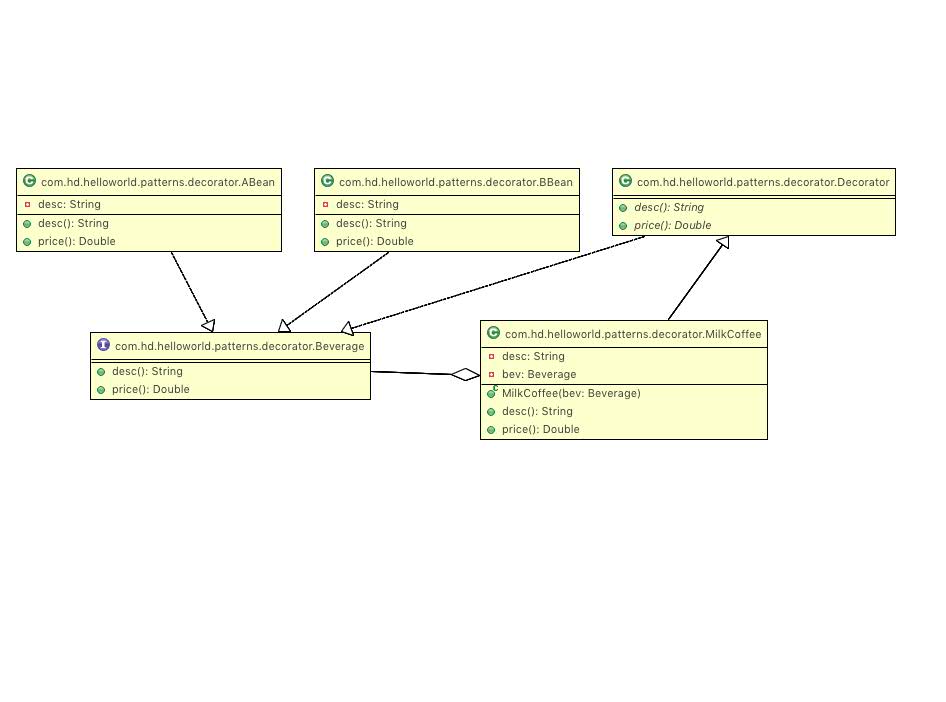 C com.hd.helloworld.patterns.decorator.ABean
desc: String
desc(): String
price(): Double
C com.hd.helloworld.patterns.decorator.BBean
desc: String
desc(): String
price(): Double
C com.hd.helloworld.patterns.decorator.Decorator
desc(): String
price(): Double
I com.hd.helloworld.patterns.decorator.Beverage
desc(): String
price(): Double
C com.hd.helloworld.patterns.decorator.MilkCoffee
desc: String
bev: Beverage
C MilkCoffee(bev: Beverage)
desc(): String
price(): Double